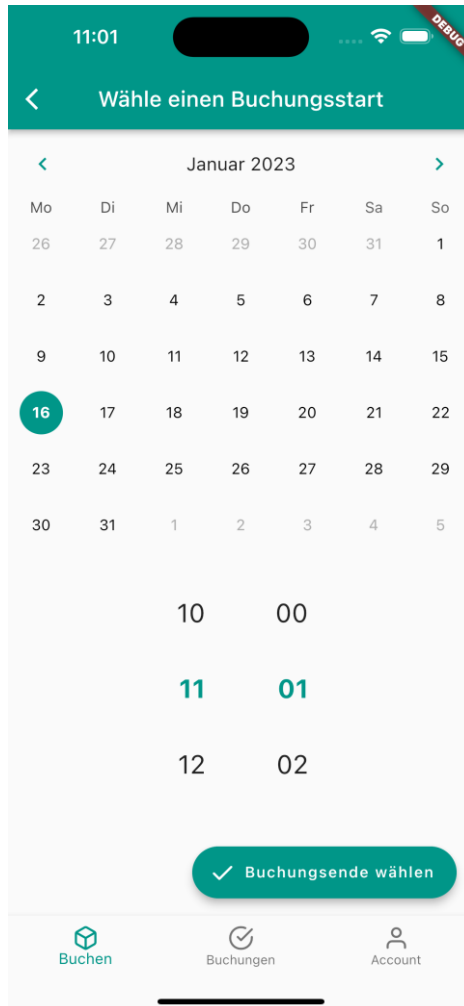 11:01
DEBUG
Wähle einen Buchungsstart
Januar 2023
Mo Di Mi Do Fr Sa So
26 27 28 29 30 31 1
2 3 4 5 6 7 8
9 10 11 12 13 14 15
16 17 18 19 20 21 22
23 24 25 26 27 28 29
30 31 1 2 3 4 5
10 00
11 01
12 02
Buchungsende wählen
Buchen Buchungen Account